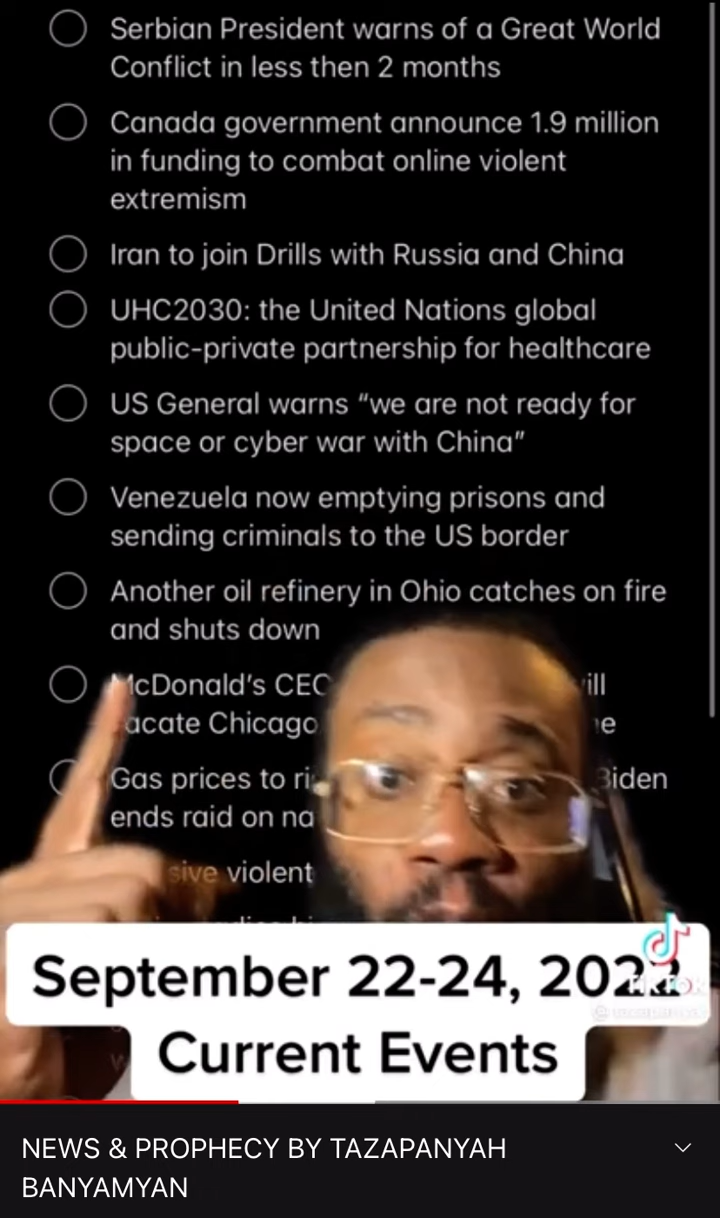 Serbian President warns of a Great World
Conflict in less then 2 months
Canada government announce 1.9 million
in funding to combat online violent
extremism
Iran to join Drills with Russia and China
UHC2030: the United Nations global
public-private partnership for healthcare
US General warns “we are not ready for
space or cyber war with China”
Venezuela now emptying prisons and
sending criminals to the US border
Another oil refinery in Ohio catches on fire
and shuts down
McDonald’s CEO
Chicago
Gas prices to Biden
ends raid on
violent
September 22-24, 2022
TikTok
Current Events
NEWS & PROPHECY BY TAZAPANYAH
BANYAMYAN